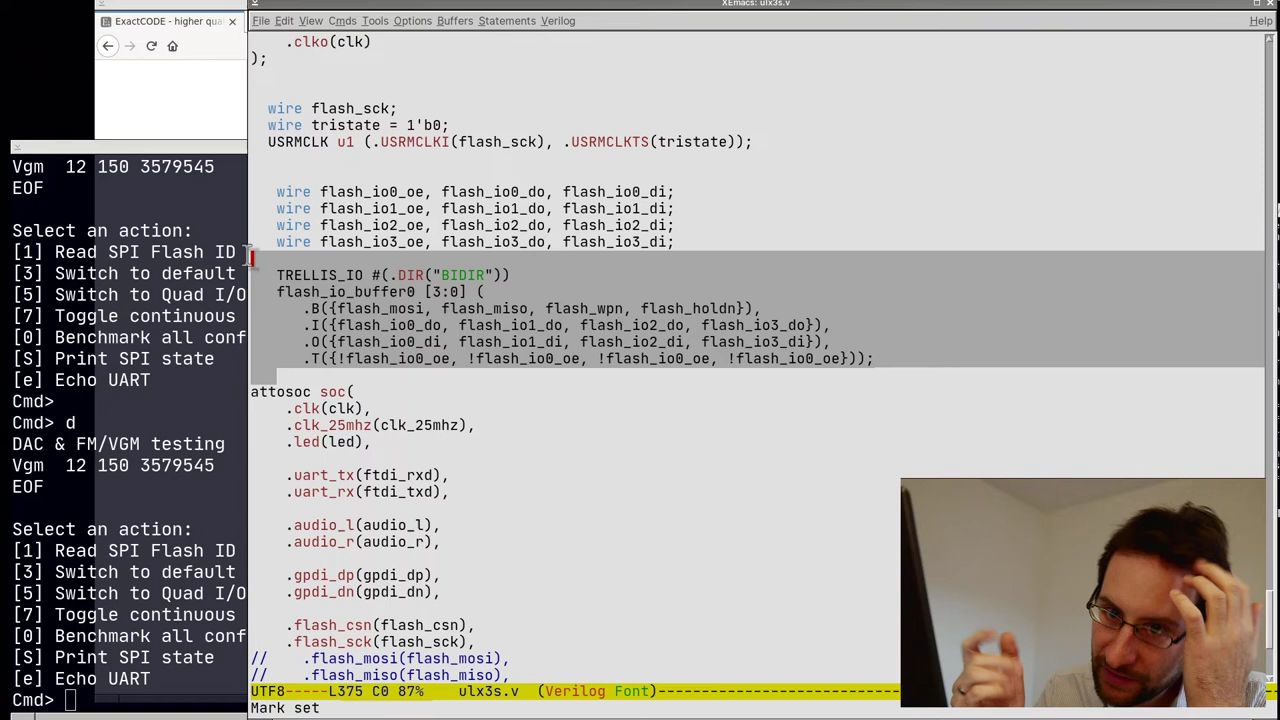 XEmacs: ulx3s.v
ExactCODE - higher qual
File Edit View Cmds Tools Options Buffers Statements Verilog Help
Vgm  12 150 3579545
EOF
Select an action:
[1] Read SPI Flash ID
[3] Switch to default
[5] Switch to Quad I/O
[7] Toggle continuous
[0] Benchmark all conf
[S] Print SPI state
[e] Echo UART
Cmd>
Cmd> d
DAC & FM/VGM testing
Vgm  12 150 3579545
EOF
Select an action:
[1] Read SPI Flash ID
[3] Switch to default
[5] Switch to Quad I/O
[7] Toggle continuous
[0] Benchmark all conf
[S] Print SPI state
[e] Echo UART
Cmd>
.clko(clk)
);
wire flash_sck;
wire tristate = 1'b0;
USRMCLK u1 (.USRMCLKI(flash_sck), .USRMCLKTS(tristate));
wire flash_io0_oe, flash_io0_do, flash_io0_di;
wire flash_io1_oe, flash_io1_do, flash_io1_di;
wire flash_io2_oe, flash_io2_do, flash_io2_di;
wire flash_io3_oe, flash_io3_do, flash_io3_di;
TRELLIS_IO #(.DIR("BIDIR"))
flash_io_buffer0 [3:0] (
.B({flash_mosi, flash_miso, flash_wpn, flash_holdn}),
.I({flash_io0_do, flash_io1_do, flash_io2_do, flash_io3_do}),
.O({flash_io0_di, flash_io1_di, flash_io2_di, flash_io3_di}),
.T({!flash_io0_oe, !flash_io0_oe, !flash_io0_oe, !flash_io0_oe}));
attosoc soc(
.clk(clk),
.clk_25mhz(clk_25mhz),
.led(led),
.uart_tx(ftdi_rxd),
.uart_rx(ftdi_txd),
.audio_l(audio_l),
.audio_r(audio_r),
.gpdi_dp(gpdi_dp),
.gpdi_dn(gpdi_dn),
.flash_csn(flash_csn),
.flash_sck(flash_sck),
//    .flash_mosi(flash_mosi),
//    .flash_miso(flash_miso),
UTF8-----L375 C0 87%    ulx3s.v  (Verilog Font)----------------------------
Mark set